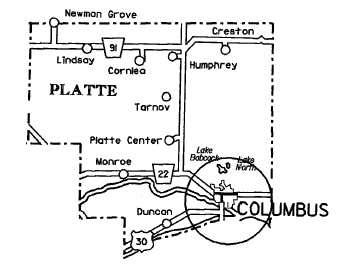 Newman Grove
Creston
91
Lindsay
Cornlea
Humphrey
PLATTE
Tarnov
Platte Center
Lake
Babcock
Lake
North
Monroe
22
COLUMBUS
Duncan
30